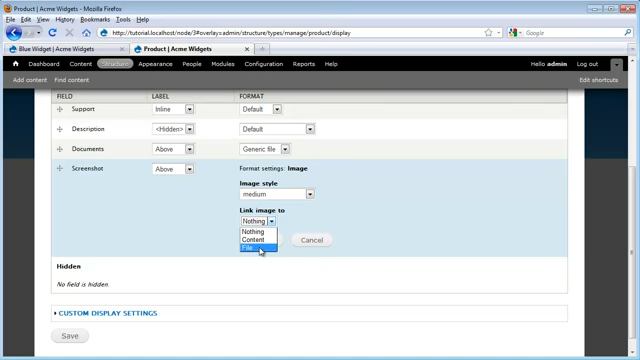 Product | Acme Widgets - Mozilla Firefox
File Edit View History Bookmarks Tools Help
http://tutorial.localhost/node/3#overlay=admin/structure/types/manage/product/display
Google
Blue Widget | Acme Widgets
Product | Acme Widgets
Dashboard Content Structure Appearance People Modules Configuration Reports Help Hello admin Log out
Add content Find content Edit shortcuts
FIELD LABEL FORMAT
Support Inline Default
Description <Hidden> Default
Documents Above Generic file
Screenshot Above Format settings: Image
Image style
medium
Link image to
Nothing
Nothing
Content
File
Cancel
Hidden
No field is hidden.
CUSTOM DISPLAY SETTINGS
Save